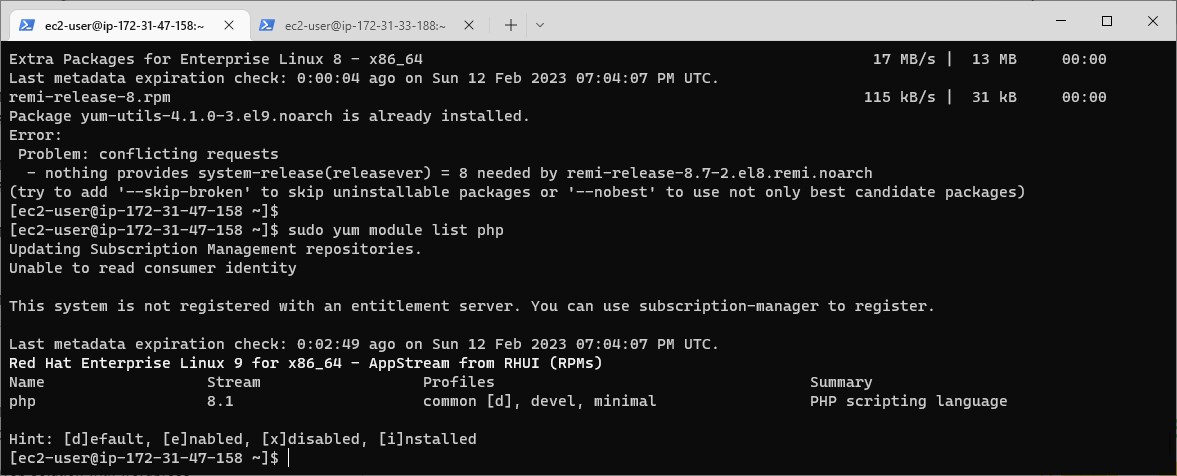 ec2-user@ip-172-31-47-158:~
ec2-user@ip-172-31-33-188:~
Extra Packages for Enterprise Linux 8 - x86_64 17 MB/s | 13 MB 00:00
Last metadata expiration check: 0:00:04 ago on Sun 12 Feb 2023 07:04:07 PM UTC.
remi-release-8.rpm 115 kB/s | 31 kB 00:00
Package yum-utils-4.1.0-3.el9.noarch is already installed.
Error:
Problem: conflicting requests
- nothing provides system-release(releasever) = 8 needed by remi-release-8.7-2.el8.remi.noarch
(try to add '--skip-broken' to skip uninstallable packages or '--nobest' to use not only best candidate packages)
[ec2-user@ip-172-31-47-158 ~]$
[ec2-user@ip-172-31-47-158 ~]$ sudo yum module list php
Updating Subscription Management repositories.
Unable to read consumer identity
This system is not registered with an entitlement server. You can use subscription-manager to register.
Last metadata expiration check: 0:02:49 ago on Sun 12 Feb 2023 07:04:07 PM UTC.
Red Hat Enterprise Linux 9 for x86_64 - AppStream from RHUI (RPMs)
Name Stream Profiles Summary
php 8.1 common [d], devel, minimal PHP scripting language
Hint: [d]efault, [e]nabled, [x]disabled, [i]nstalled
[ec2-user@ip-172-31-47-158 ~]$